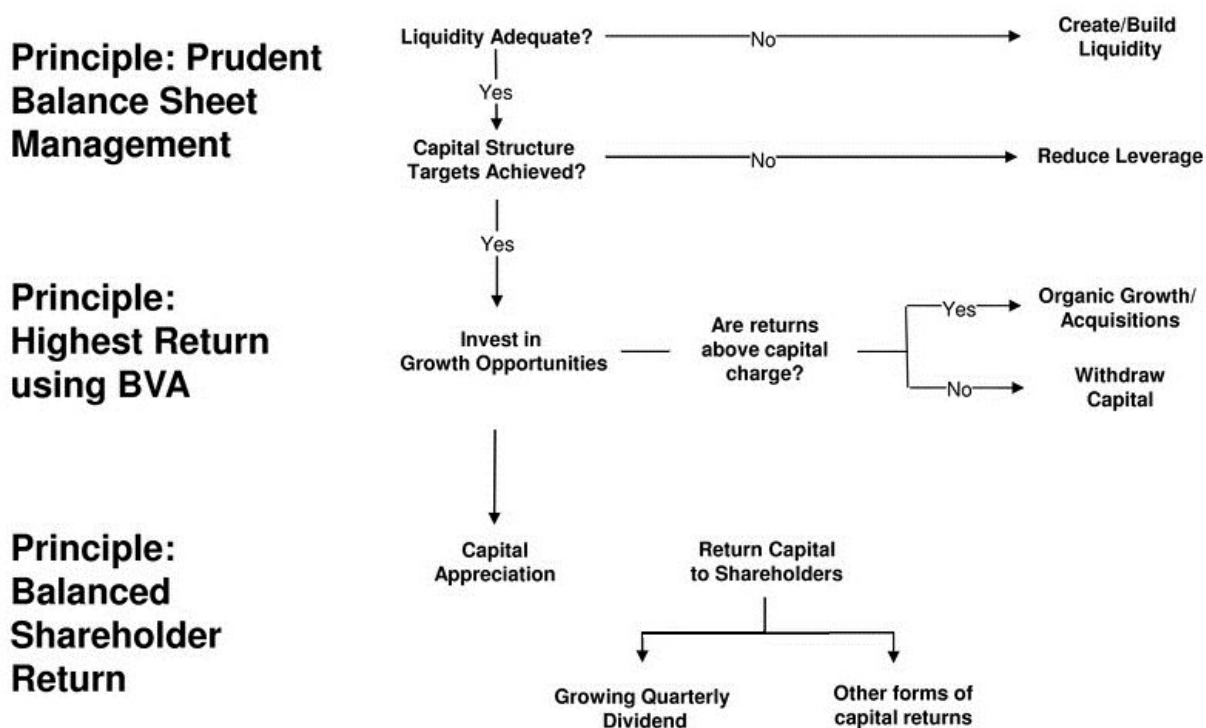 Principle: Prudent
Balance Sheet
Management
Liquidity Adequate?
No
Create/Build
Liquidity
Yes
Capital Structure
Targets Achieved?
No
Reduce Leverage
Yes
Principle:
Highest Return
using BVA
Invest in
Growth Opportunities
Are returns
above capital
charge?
Yes
Organic Growth/
Acquisitions
No
Withdraw
Capital
Principle:
Balanced
Shareholder
Return
Capital
Appreciation
Return Capital
to Shareholders
Growing Quarterly
Dividend
Other forms of
capital returns